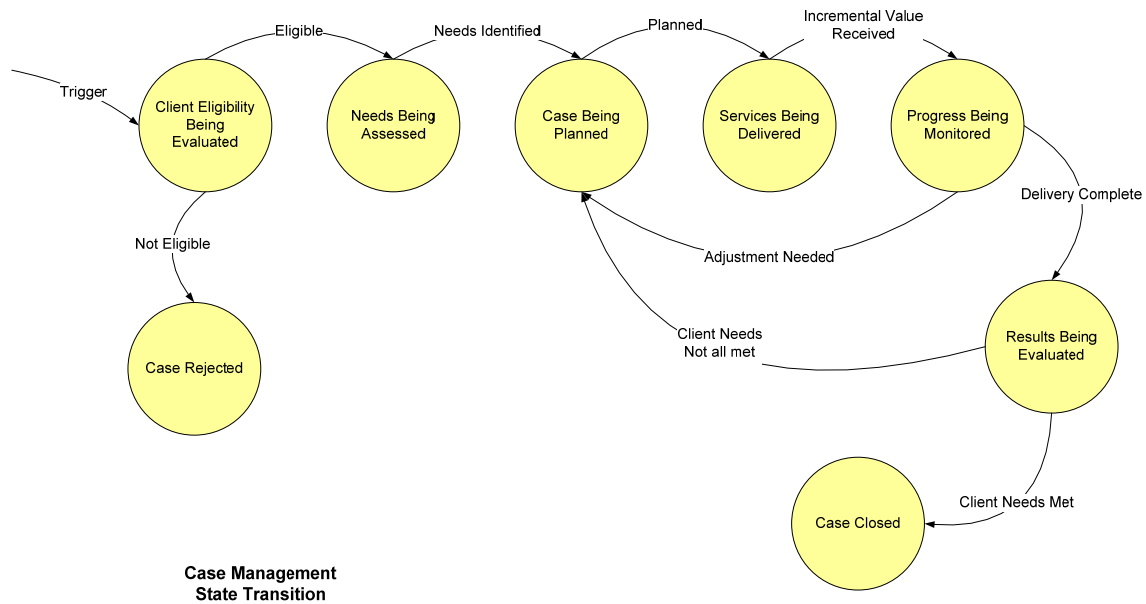 Trigger
Client Eligibility
Being
Evaluated
Eligible
Needs Being
Assessed
Needs Identified
Case Being
Planned
Planned
Services Being
Delivered
Incremental Value
Received
Progress Being
Monitored
Delivery Complete
Not Eligible
Adjustment Needed
Case Rejected
Client Needs
Not all met
Results Being
Evaluated
Client Needs Met
Case Closed
Case Management
State Transition